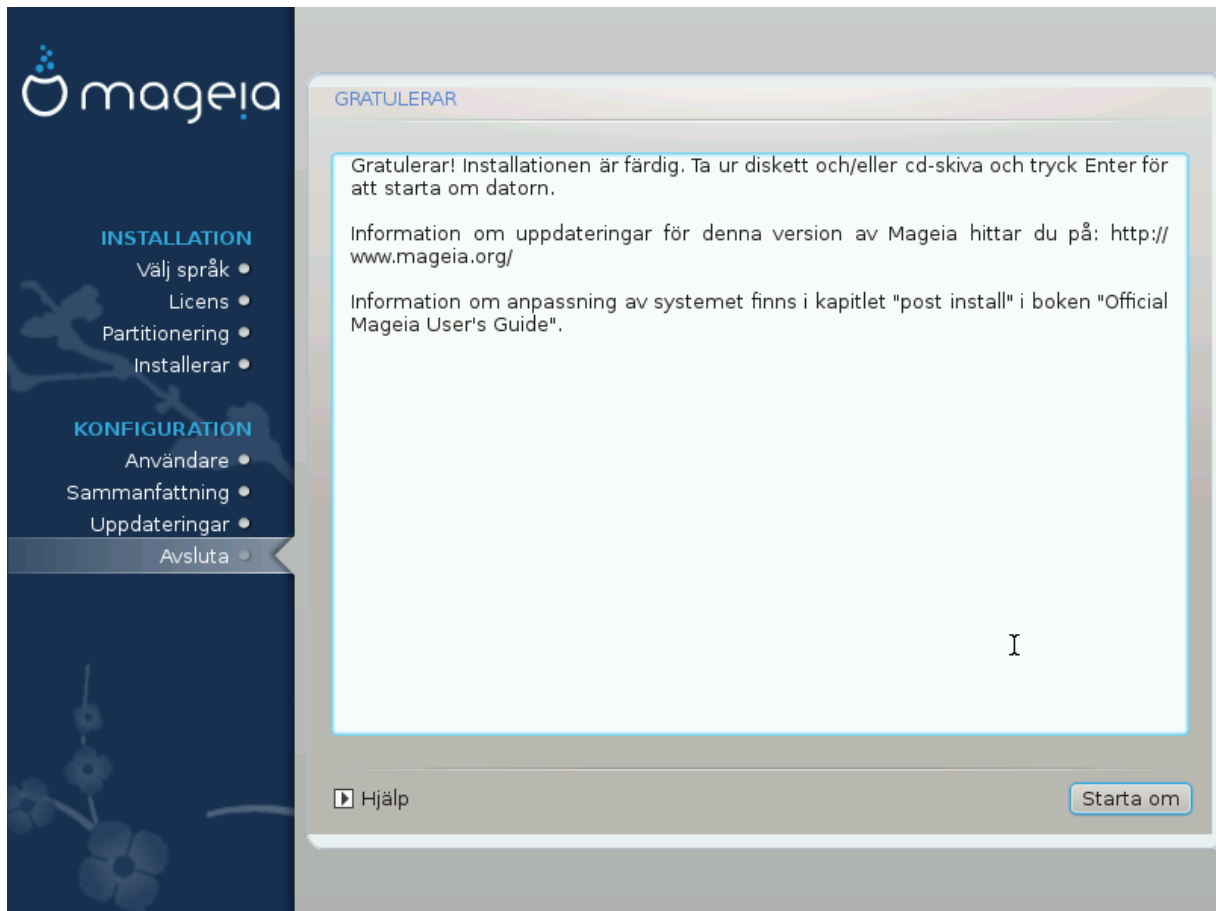 mageia
INSTALLATION
Välj språk
Licens
Partitionering
Installerar
KONFIGURATION
Användare
Sammanfattning
Uppdateringar
Avsluta
GRATULERAR
Gratulerar! Installationen är färdig. Ta ur diskett och/eller cd-skiva och tryck Enter för
att starta om datorn.
Information om uppdateringar för denna version av Mageia hittar du på: http://
www.mageia.org/
Information om anpassning av systemet finns i kapitlet "post install" i boken "Official
Mageia User's Guide".
Hjälp
Starta om